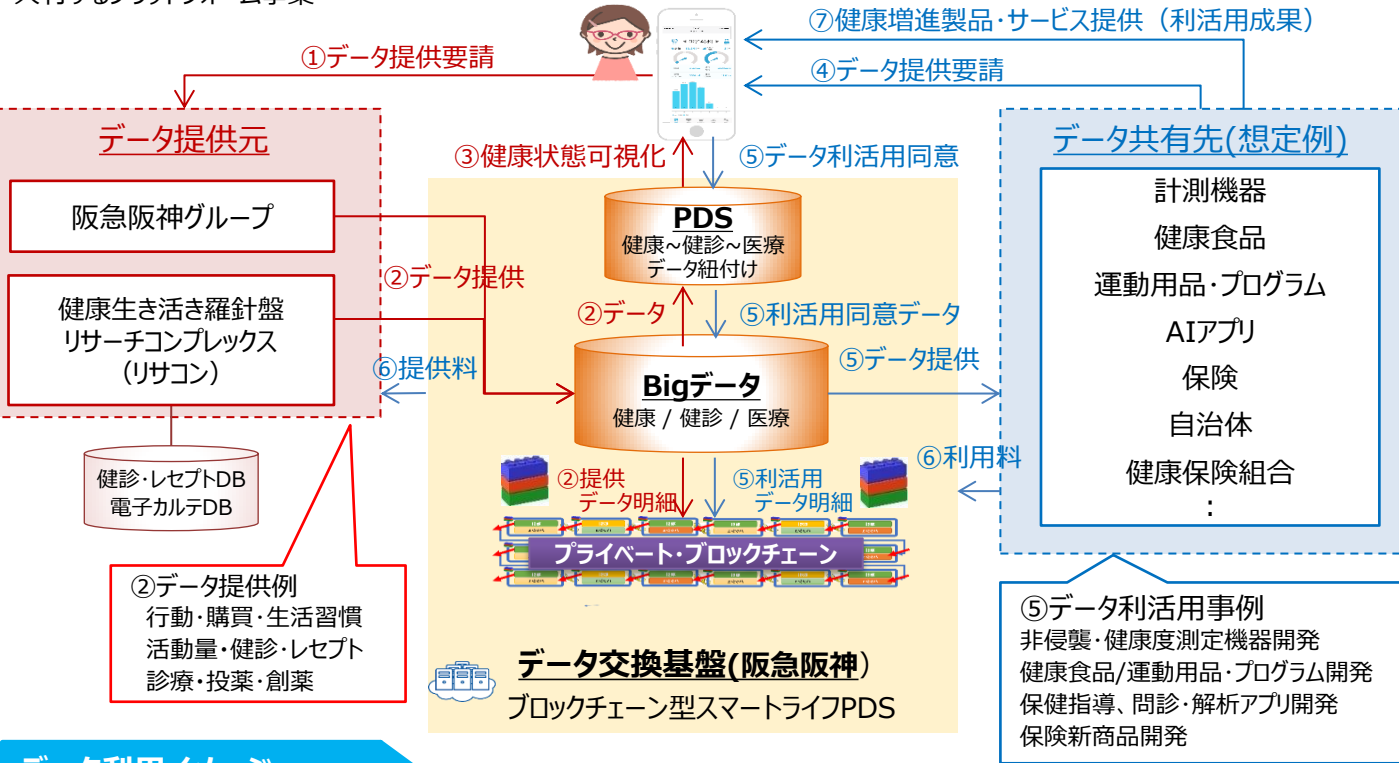 ⑦健康増進製品･サービス提供（利活用成果）
①データ提供要請
④データ提供要請
データ提供元
阪急阪神グループ
健康生き活き羅針盤
リサーチコンプレックス
（リサコン）
健診･レセプトDB
電子カルテDB
②データ提供例
行動･購買･生活習慣
活動量･健診･レセプト
診療･投薬･創薬
②データ提供
⑥提供料
③健康状態可視化
⑤データ利活用同意
PDS
健康~健診~医療
データ紐付け
②データ
⑤利活用同意データ
Bigデータ
健康 / 健診 / 医療
⑤データ提供
⑥利用料
②提供
データ明細
⑤利活用
データ明細
プライベート･ブロックチェーン
データ交換基盤(阪急阪神）
ブロックチェーン型スマートライフPDS
データ共有先(想定例)
計測機器
健康食品
運動用品･プログラム
AIアプリ
保険
自治体
健康保険組合
：
⑤データ利活用事例
非侵襲･健康度測定機器開発
健康食品/運動用品･プログラム開発
保健指導、問診･解析アプリ開発
保険新商品開発